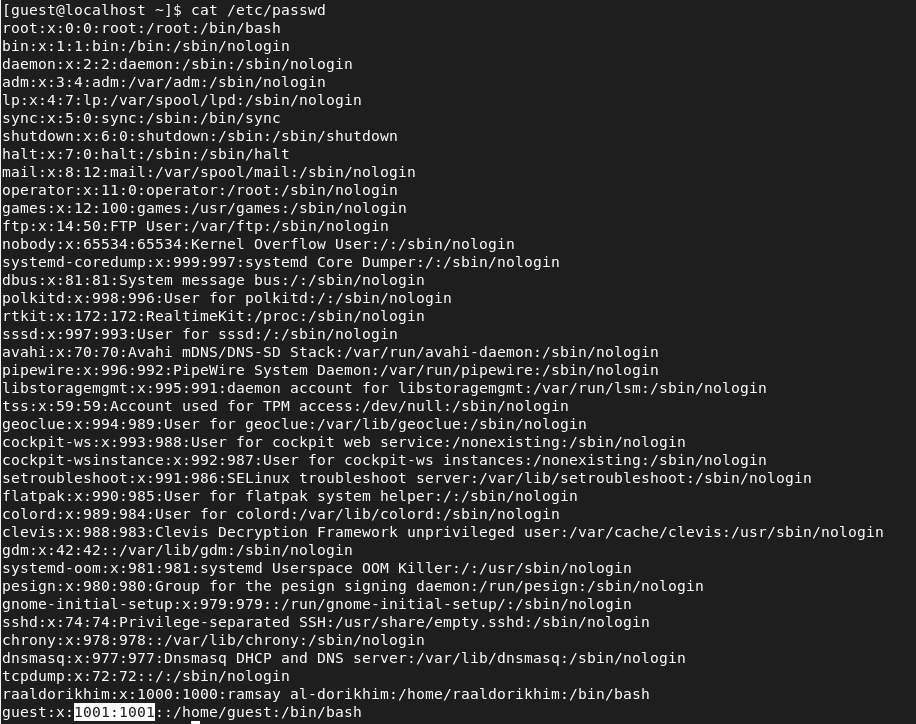 [guest@localhost ~]$ cat /etc/passwd
root:x:0:0:root:/root:/bin/bash
bin:x:1:1:bin:/bin:/sbin/nologin
daemon:x:2:2:daemon:/sbin:/sbin/nologin
adm:x:3:4:adm:/var/adm:/sbin/nologin
lp:x:4:7:lp:/var/spool/lpd:/sbin/nologin
sync:x:5:0:sync:/sbin:/bin/sync
shutdown:x:6:0:shutdown:/sbin:/sbin/shutdown
halt:x:7:0:halt:/sbin:/sbin/halt
mail:x:8:12:mail:/var/spool/mail:/sbin/nologin
operator:x:11:0:operator:/root:/sbin/nologin
games:x:12:100:games:/usr/games:/sbin/nologin
ftp:x:14:50:FTP User:/var/ftp:/sbin/nologin
nobody:x:65534:65534:Kernel Overflow User:/:/sbin/nologin
systemd-coredump:x:999:997:systemd Core Dumper:/:/sbin/nologin
dbus:x:81:81:System message bus:/:/sbin/nologin
polkitd:x:998:996:User for polkitd:/:/sbin/nologin
rtkit:x:172:172:RealtimeKit:/proc:/sbin/nologin
sssd:x:997:993:User for sssd:/:/sbin/nologin
avahi:x:70:70:Avahi mDNS/DNS-SD Stack:/var/run/avahi-daemon:/sbin/nologin
pipewire:x:996:992:PipeWire System Daemon:/var/run/pipewire:/sbin/nologin
libstoragemgmt:x:995:991:daemon account for libstoragemgmt:/var/run/lsm:/sbin/nologin
tss:x:59:59:Account used for TPM access:/dev/null:/sbin/nologin
geoclue:x:994:989:User for geoclue:/var/lib/geoclue:/sbin/nologin
cockpit-ws:x:993:988:User for cockpit web service:/nonexisting:/sbin/nologin
cockpit-wsinstance:x:992:987:User for cockpit-ws instances:/nonexisting:/sbin/nologin
setroubleshoot:x:991:986:SELinux troubleshoot server:/var/lib/setroubleshoot:/sbin/nologin
flatpak:x:990:985:User for flatpak system helper:/:/sbin/nologin
colord:x:989:984:User for colord:/var/lib/colord:/sbin/nologin
clevis:x:988:983:Clevis Decryption Framework unprivileged user:/var/cache/clevis:/usr/sbin/nologin
gdm:x:42:42::/var/lib/gdm:/sbin/nologin
systemd-oom:x:981:981:systemd Userspace OOM Killer:/:/usr/sbin/nologin
pesign:x:980:980:Group for the pesign signing daemon:/run/pesign:/sbin/nologin
gnome-initial-setup:x:979:979::/run/gnome-initial-setup/:/sbin/nologin
sshd:x:74:74:Privilege-separated SSH:/usr/share/empty.sshd:/sbin/nologin
chrony:x:978:978::/var/lib/chrony:/sbin/nologin
dnsmasq:x:977:977:Dnsmasq DHCP and DNS server:/var/lib/dnsmasq:/sbin/nologin
tcpdump:x:72:72::/:/sbin/nologin
raaldorikhim:x:1000:1000:ramsay al-dorikhim:/home/raaldorikhim:/bin/bash
guest:x:1001:1001::/home/guest:/bin/bash